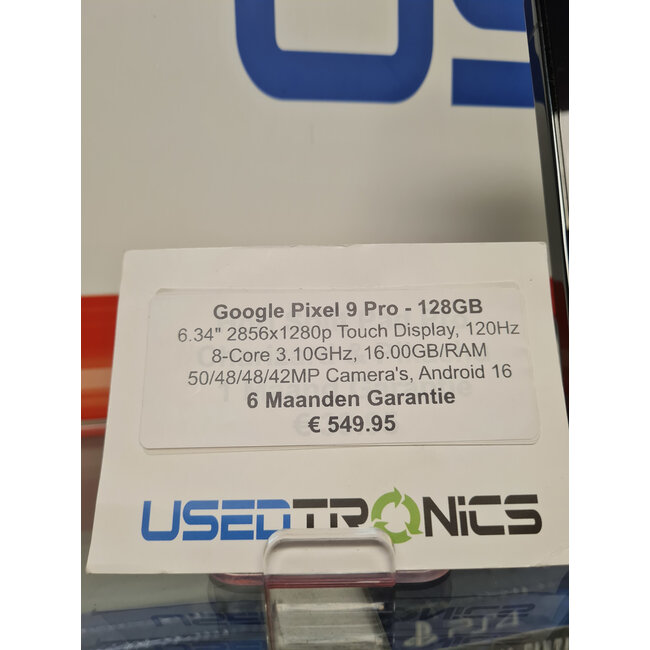 US
Google Pixel 9 Pro - 128GB
6.34" 2856x1280p Touch Display, 120Hz
8-Core 3.10GHz, 16.00GB/RAM
50/48/48/42MP Camera's, Android 16
6 Maanden Garantie
€ 549.95
USEDTRONiCS